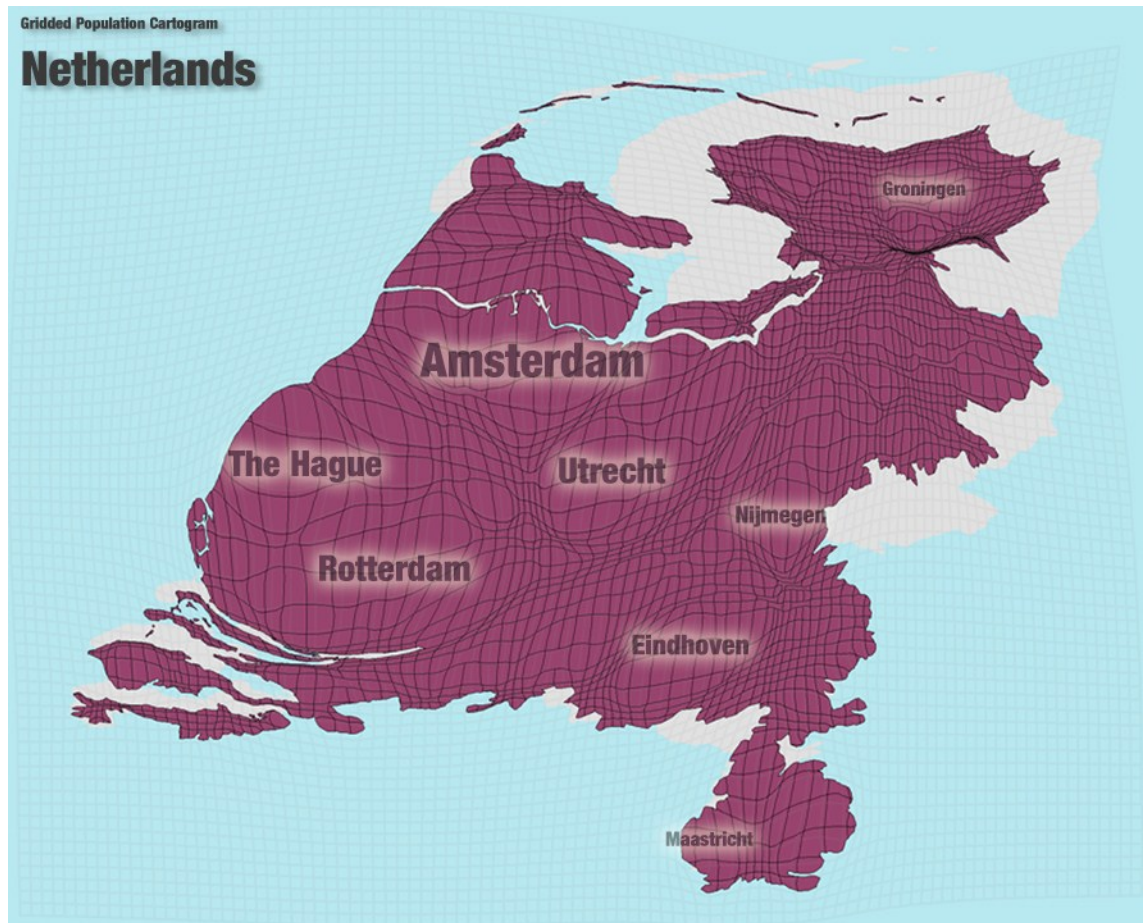 Gridded Population Cartogram
Netherlands
Groningen
Amsterdam
The Hague
Utrecht
Nijmegen
Rotterdam
Eindhoven
Maastricht